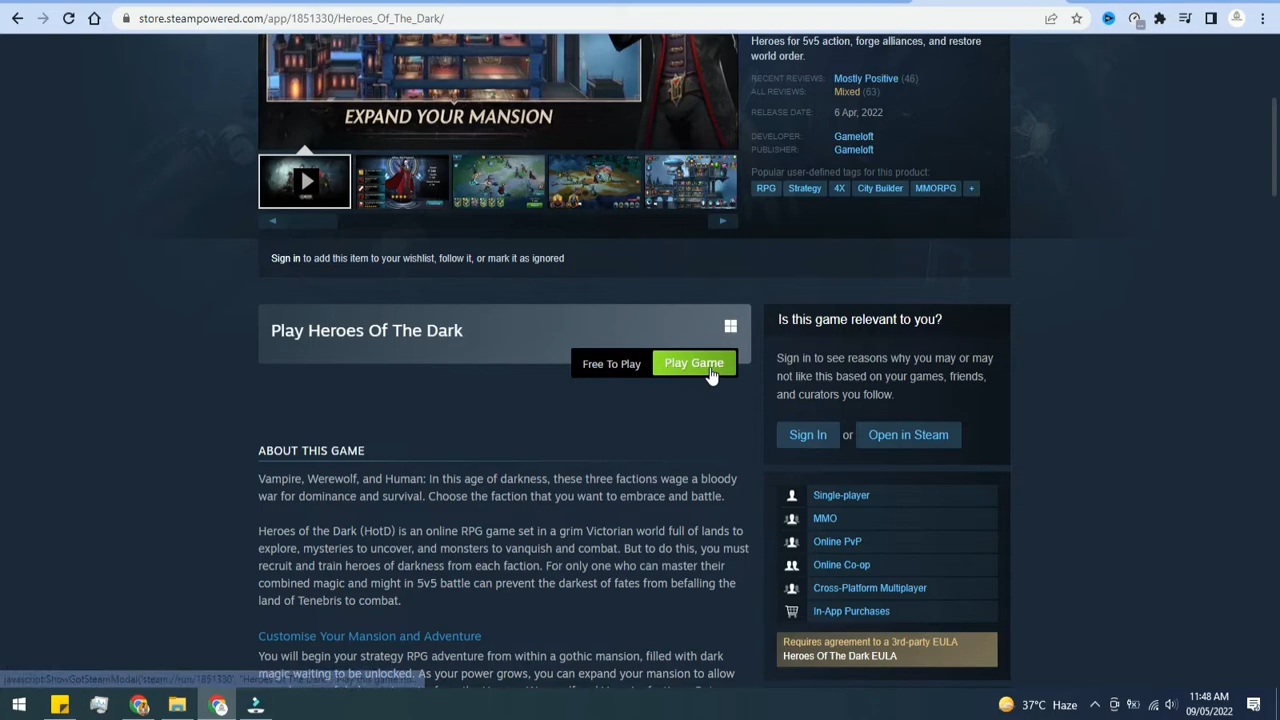 store.steampowered.com/app/1851330/Heroes_Of_The_Dark/
Heroes for 5v5 action, forge alliances, and restore
world order.
EXPAND YOUR MANSION
RECENT REVIEWS: Mostly Positive (46)
ALL REVIEWS: Mixed (63)
RELEASE DATE: 6 Apr, 2022
DEVELOPER: Gameloft
PUBLISHER: Gameloft
Popular user-defined tags for this product:
RPG Strategy 4X City Builder MMORPG +
Sign in to add this item to your wishlist, follow it, or mark it as ignored
Play Heroes Of The Dark
Free To Play Play Game
Is this game relevant to you?
Sign in to see reasons why you may or may
not like this based on your games, friends,
and curators you follow.
Sign In or Open in Steam
ABOUT THIS GAME
Vampire, Werewolf, and Human: In this age of darkness, these three factions wage a bloody
war for dominance and survival. Choose the faction that you want to embrace and battle.
Heroes of the Dark (HotD) is an online RPG game set in a grim Victorian world full of lands to
explore, mysteries to uncover, and monsters to vanquish and combat. But to do this, you must
recruit and train heroes of darkness from each faction. For only one who can master their
combined magic and might in 5v5 battle can prevent the darkest of fates from befalling the
land of Tenebris to combat.
Customise Your Mansion and Adventure
You will begin your strategy RPG adventure from within a gothic mansion, filled with dark
magic waiting to be unlocked. As your power grows, you can expand your mansion to allow
Single-player
MMO
Online PvP
Online Co-op
Cross-Platform Multiplayer
In-App Purchases
Requires agreement to a 3rd-party EULA
Heroes Of The Dark EULA
javascript:ShowGotSteamModal('steam://run/1851330', "Heroes Of The Dark", "Play this game no...
37°C Haze
11:48 AM
09/05/2022